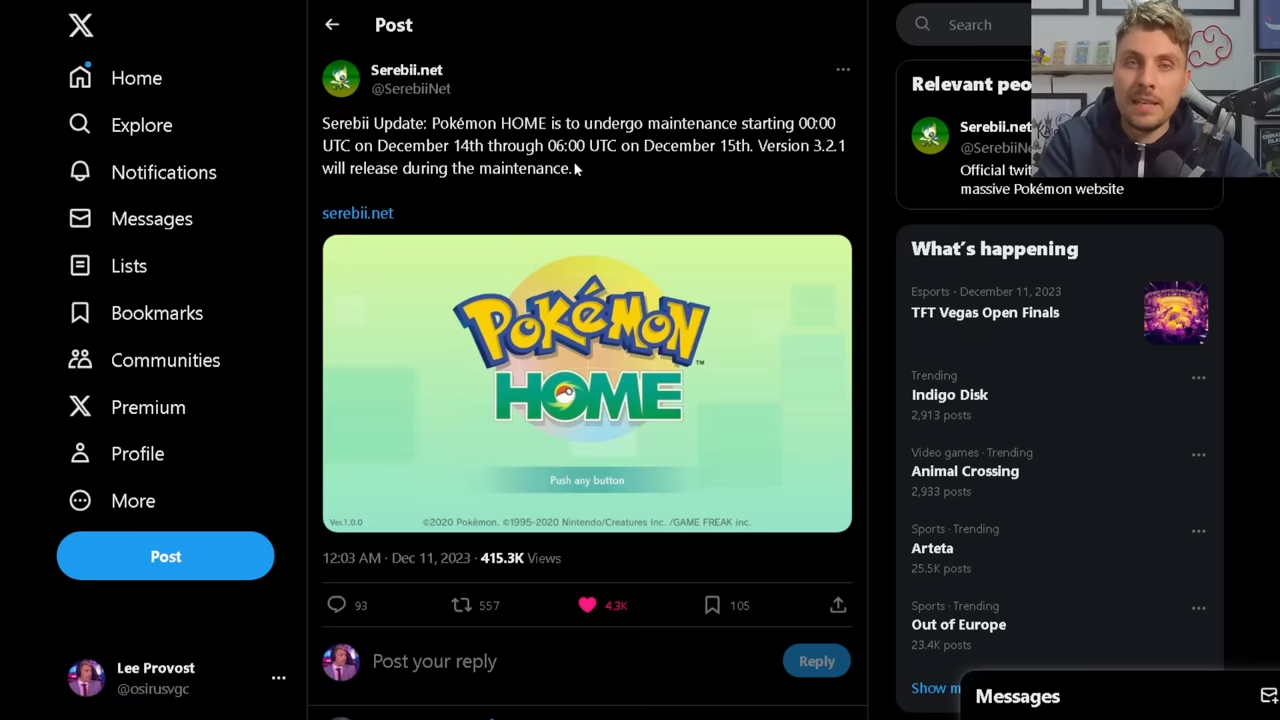 Home
Explore
Notifications
Messages
Lists
Bookmarks
Communities
Premium
Profile
More
Post
Lee Provost
@osirusvgc
Post
Serebii.net
@SerebiiNet
Serebii Update: Pokémon HOME is to undergo maintenance starting 00:00
UTC on December 14th through 06:00 UTC on December 15th. Version 3.2.1
will release during the maintenance.
serebii.net
POKéMON
TM
HOME
Push any button
Ver.1.0.0
©2020 Pokémon. ©1995-2020 Nintendo/Creatures Inc. /GAME FREAK inc.
12:03 AM · Dec 11, 2023 · 415.3K Views
93
557
4.3K
105
Post your reply
Reply
Search
Relevant peo
Serebii.net
@SerebiiNe
Official twit
massive Pokémon website
What's happening
Esports · December 11, 2023
TFT Vegas Open Finals
Trending
Indigo Disk
2,913 posts
Video games · Trending
Animal Crossing
2,933 posts
Sports · Trending
Arteta
25.5K posts
Sports · Trending
Out of Europe
23.4K posts
Show m
Messages